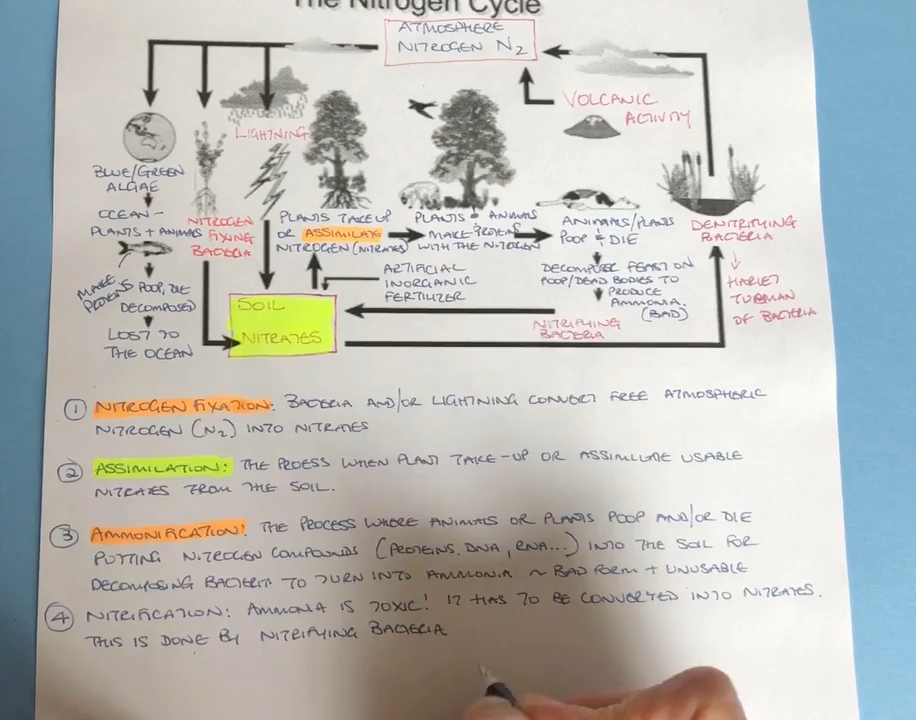 The Nitrogen Cycle
ATMOSPHERE
NITROGEN N2
VOLCANIC
ACTIVITY
LIGHTNING
BLUE/GREEN
ALGAE
OCEAN-
PLANTS + ANIMALS
MAKE
PROTEINS
POOP, DIE
DECOMPOSED
LOST TO
THE OCEAN
NITROGEN
FIXING
BACTERIA
PLANTS TAKE UP
OR ASSIMILATE
NITROGEN (NITRATES)
PLANTS & ANIMALS
MAKE PROTEINS
WITH THE NITROGEN
ANIMALS/PLANTS
POOP & DIE
DECOMPOSE FEAST ON
POOP/DEAD BODIES TO
PRODUCE
AMMONIA.
(BAD)
DENITRIFYING
BACTERIA
HARIET
TUBMAN
OF BACTERIA
ARTIFICIAL
INORGANIC
FERTILIZER
SOIL
NITRATES
NITRIFYING
BACTERIA
1 NITROGEN FIXATION: BACTERIA AND/OR LIGHTNING CONVERT FREE ATMOSPHERIC
NITROGEN (N2) INTO NITRATES
2 ASSIMILATION: THE PROESS WHEN PLANT TAKE-UP OR ASSIMILATE USABLE
NITRATES FROM THE SOIL.
3 AMMONIFICATION: THE PROCESS WHERE ANIMALS OR PLANTS POOP AND/OR DIE
PUTTING NITROGEN COMPOUNDS (PROTEINS, DNA, RNA...) INTO THE SOIL FOR
DECOMPOSING BACTERIA TO TURN INTO AMMONIA ~ BAD FORM + UNUSABLE
4 NITRIFICATION: AMMONIA IS TOXIC! IT HAS TO BE CONVERTED INTO NITRATES.
THIS IS DONE BY NITRIFYING BACTERIA